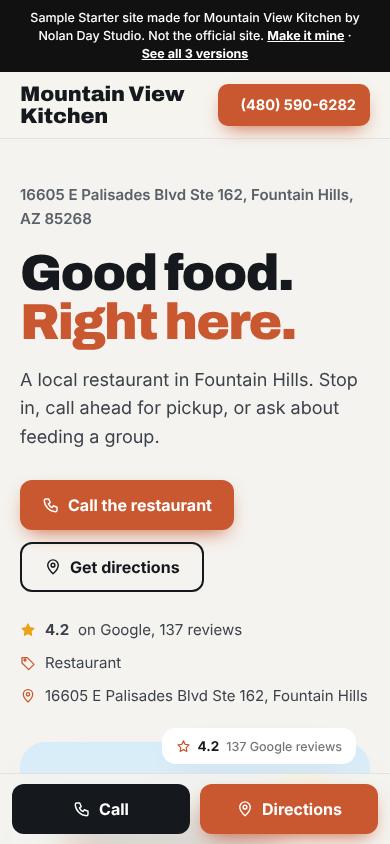 Sample Starter site made for Mountain View Kitchen by
Nolan Day Studio. Not the official site. Make it mine ·
See all 3 versions
Mountain View
Kitchen
(480) 590-6282
16605 E Palisades Blvd Ste 162, Fountain Hills,
AZ 85268
Good food.
Right here.
A local restaurant in Fountain Hills. Stop
in, call ahead for pickup, or ask about
feeding a group.
Call the restaurant
Get directions
4.2 on Google, 137 reviews
Restaurant
16605 E Palisades Blvd Ste 162, Fountain Hills
4.2 137 Google reviews
Call
Directions